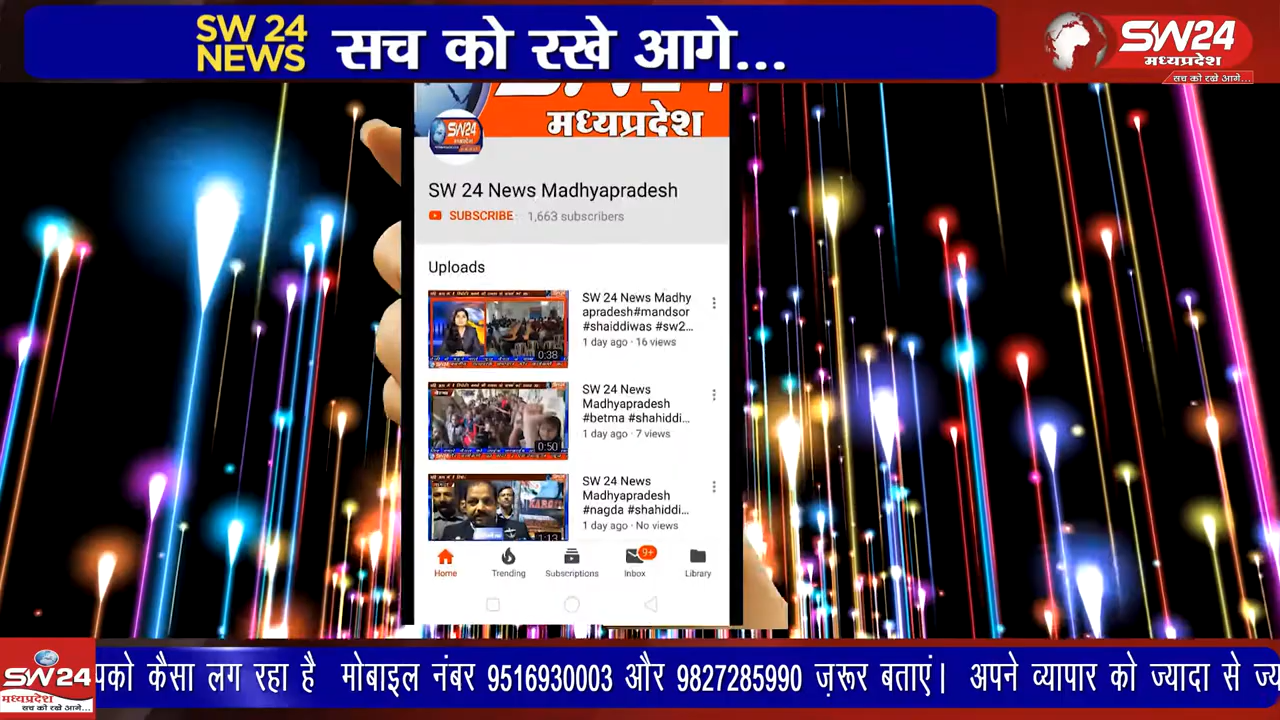 SW 24
NEWS
सच को रखे आगे...
SW24
मध्यप्रदेश
सच को रखे आगे...
मध्यप्रदेश
SW24
SW 24 News Madhyapradesh
SUBSCRIBE 1,663 subscribers
Uploads
SW 24 News Madhy
apradesh#mandsor
#shaiddiwas #sw2...
1 day ago · 16 views
0:38
SW 24 News
Madhyapradesh
#betma #shahiddi...
1 day ago · 7 views
0:50
SW 24 News
Madhyapradesh
#nagda #shahiddi...
1 day ago · No views
1:13
9+
Home Trending Subscriptions Inbox Library
SW24
मध्यप्रदेश
सच को रखे आगे...
पको कैसा लग रहा है मोबाइल नंबर 9516930003 और 9827285990 ज़रूर बताएं। अपने व्यापार को ज्यादा से ज्य